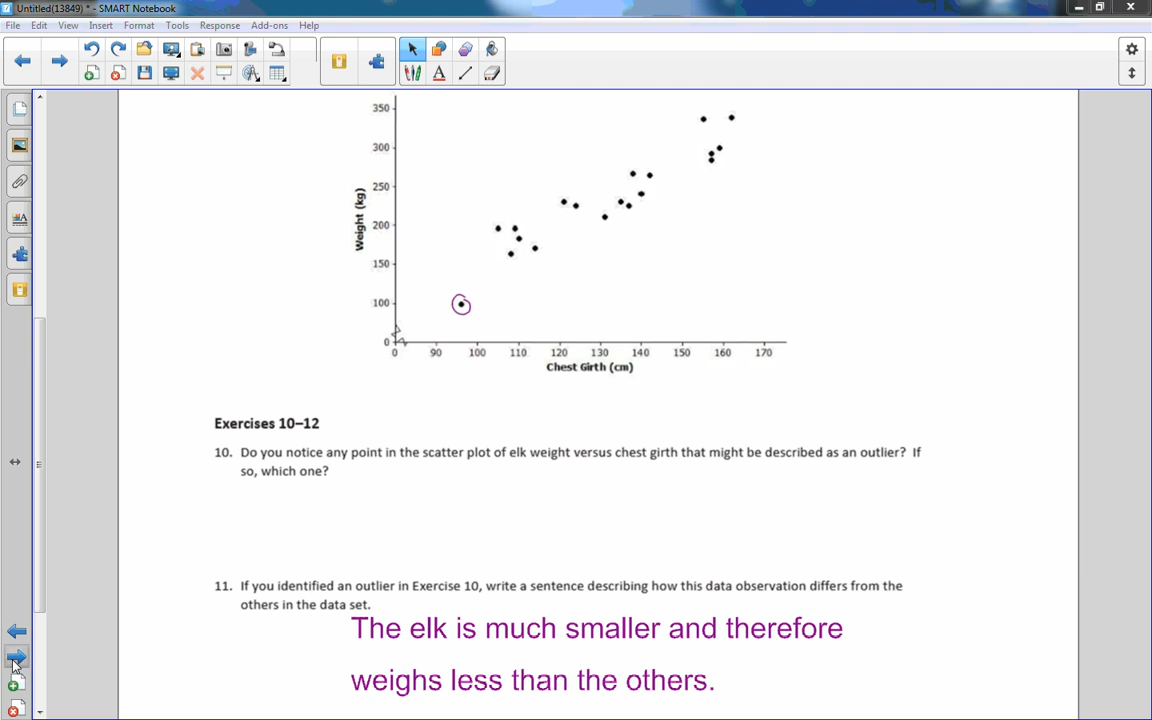 Untitled(13849) * - SMART Notebook
File Edit View Insert Format Tools Response Add-ons Help
350
300
250
200
150
100
0
Weight (kg)
0 90 100 110 120 130 140 150 160 170
Chest Girth (cm)
Exercises 10–12
10. Do you notice any point in the scatter plot of elk weight versus chest girth that might be described as an outlier? If
so, which one?
11. If you identified an outlier in Exercise 10, write a sentence describing how this data observation differs from the
others in the data set.
The elk is much smaller and therefore
weighs less than the others.